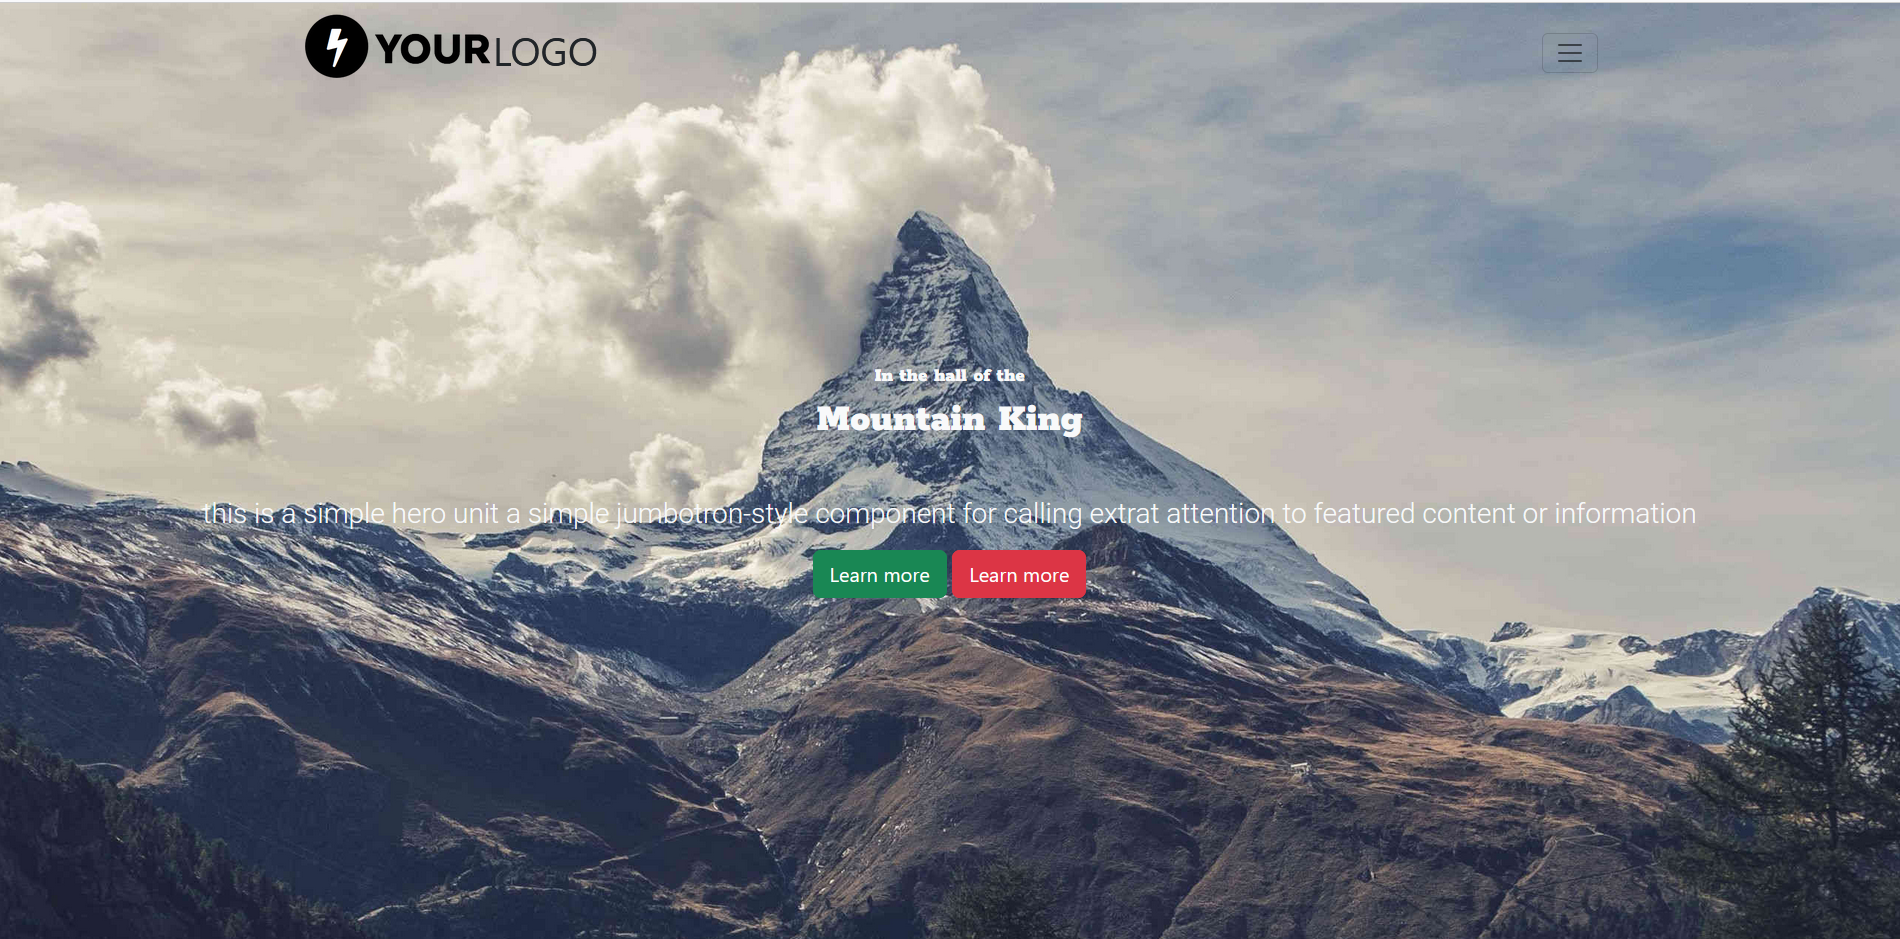 YOURLOGO
In the hall of the
Mountain King
this is a simple hero unit a simple jumbotron-style component for calling extrat attention to featured content or information
Learn more Learn more